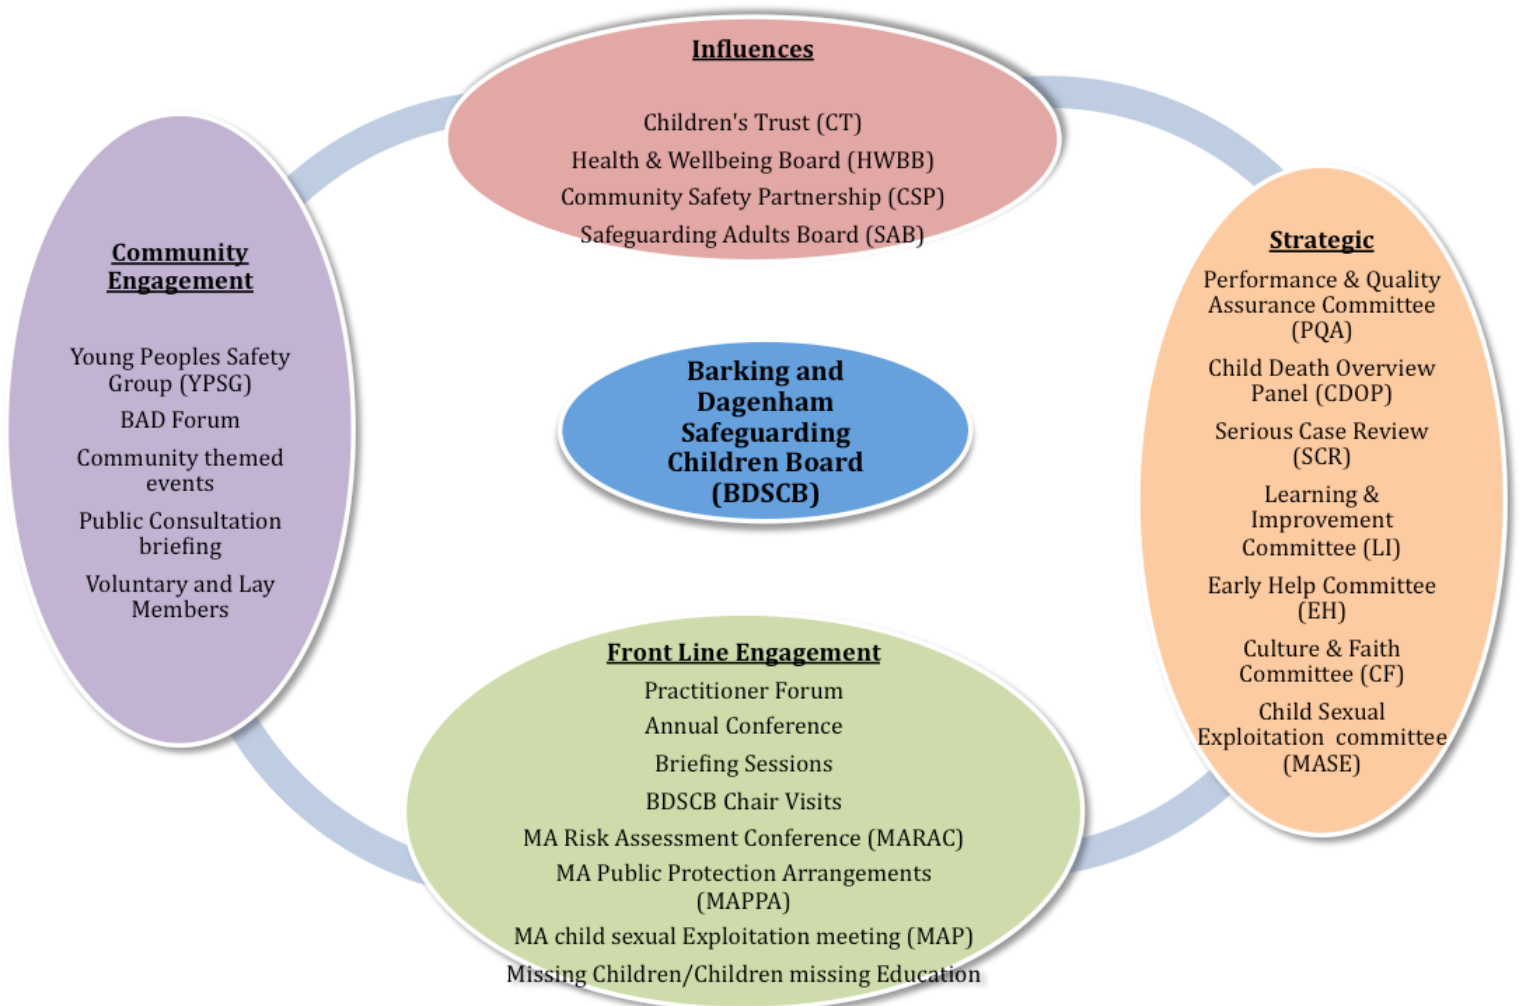 Influences
Children's Trust (CT)
Health & Wellbeing Board (HWBB)
Community Safety Partnership (CSP)
Safeguarding Adults Board (SAB)
Community
Engagement
Young Peoples Safety
Group (YPSG)
BAD Forum
Community themed
events
Public Consultation
briefing
Voluntary and Lay
Members
Barking and
Dagenham
Safeguarding
Children Board
(BDSCB)
Strategic
Performance & Quality
Assurance Committee
(PQA)
Child Death Overview
Panel (CDOP)
Serious Case Review
(SCR)
Learning &
Improvement
Committee (LI)
Early Help Committee
(EH)
Culture & Faith
Committee (CF)
Child Sexual
Exploitation  committee
(MASE)
Front Line Engagement
Practitioner Forum
Annual Conference
Briefing Sessions
BDSCB Chair Visits
MA Risk Assessment Conference (MARAC)
MA Public Protection Arrangements
(MAPPA)
MA child sexual Exploitation meeting (MAP)
Missing Children/Children missing Education